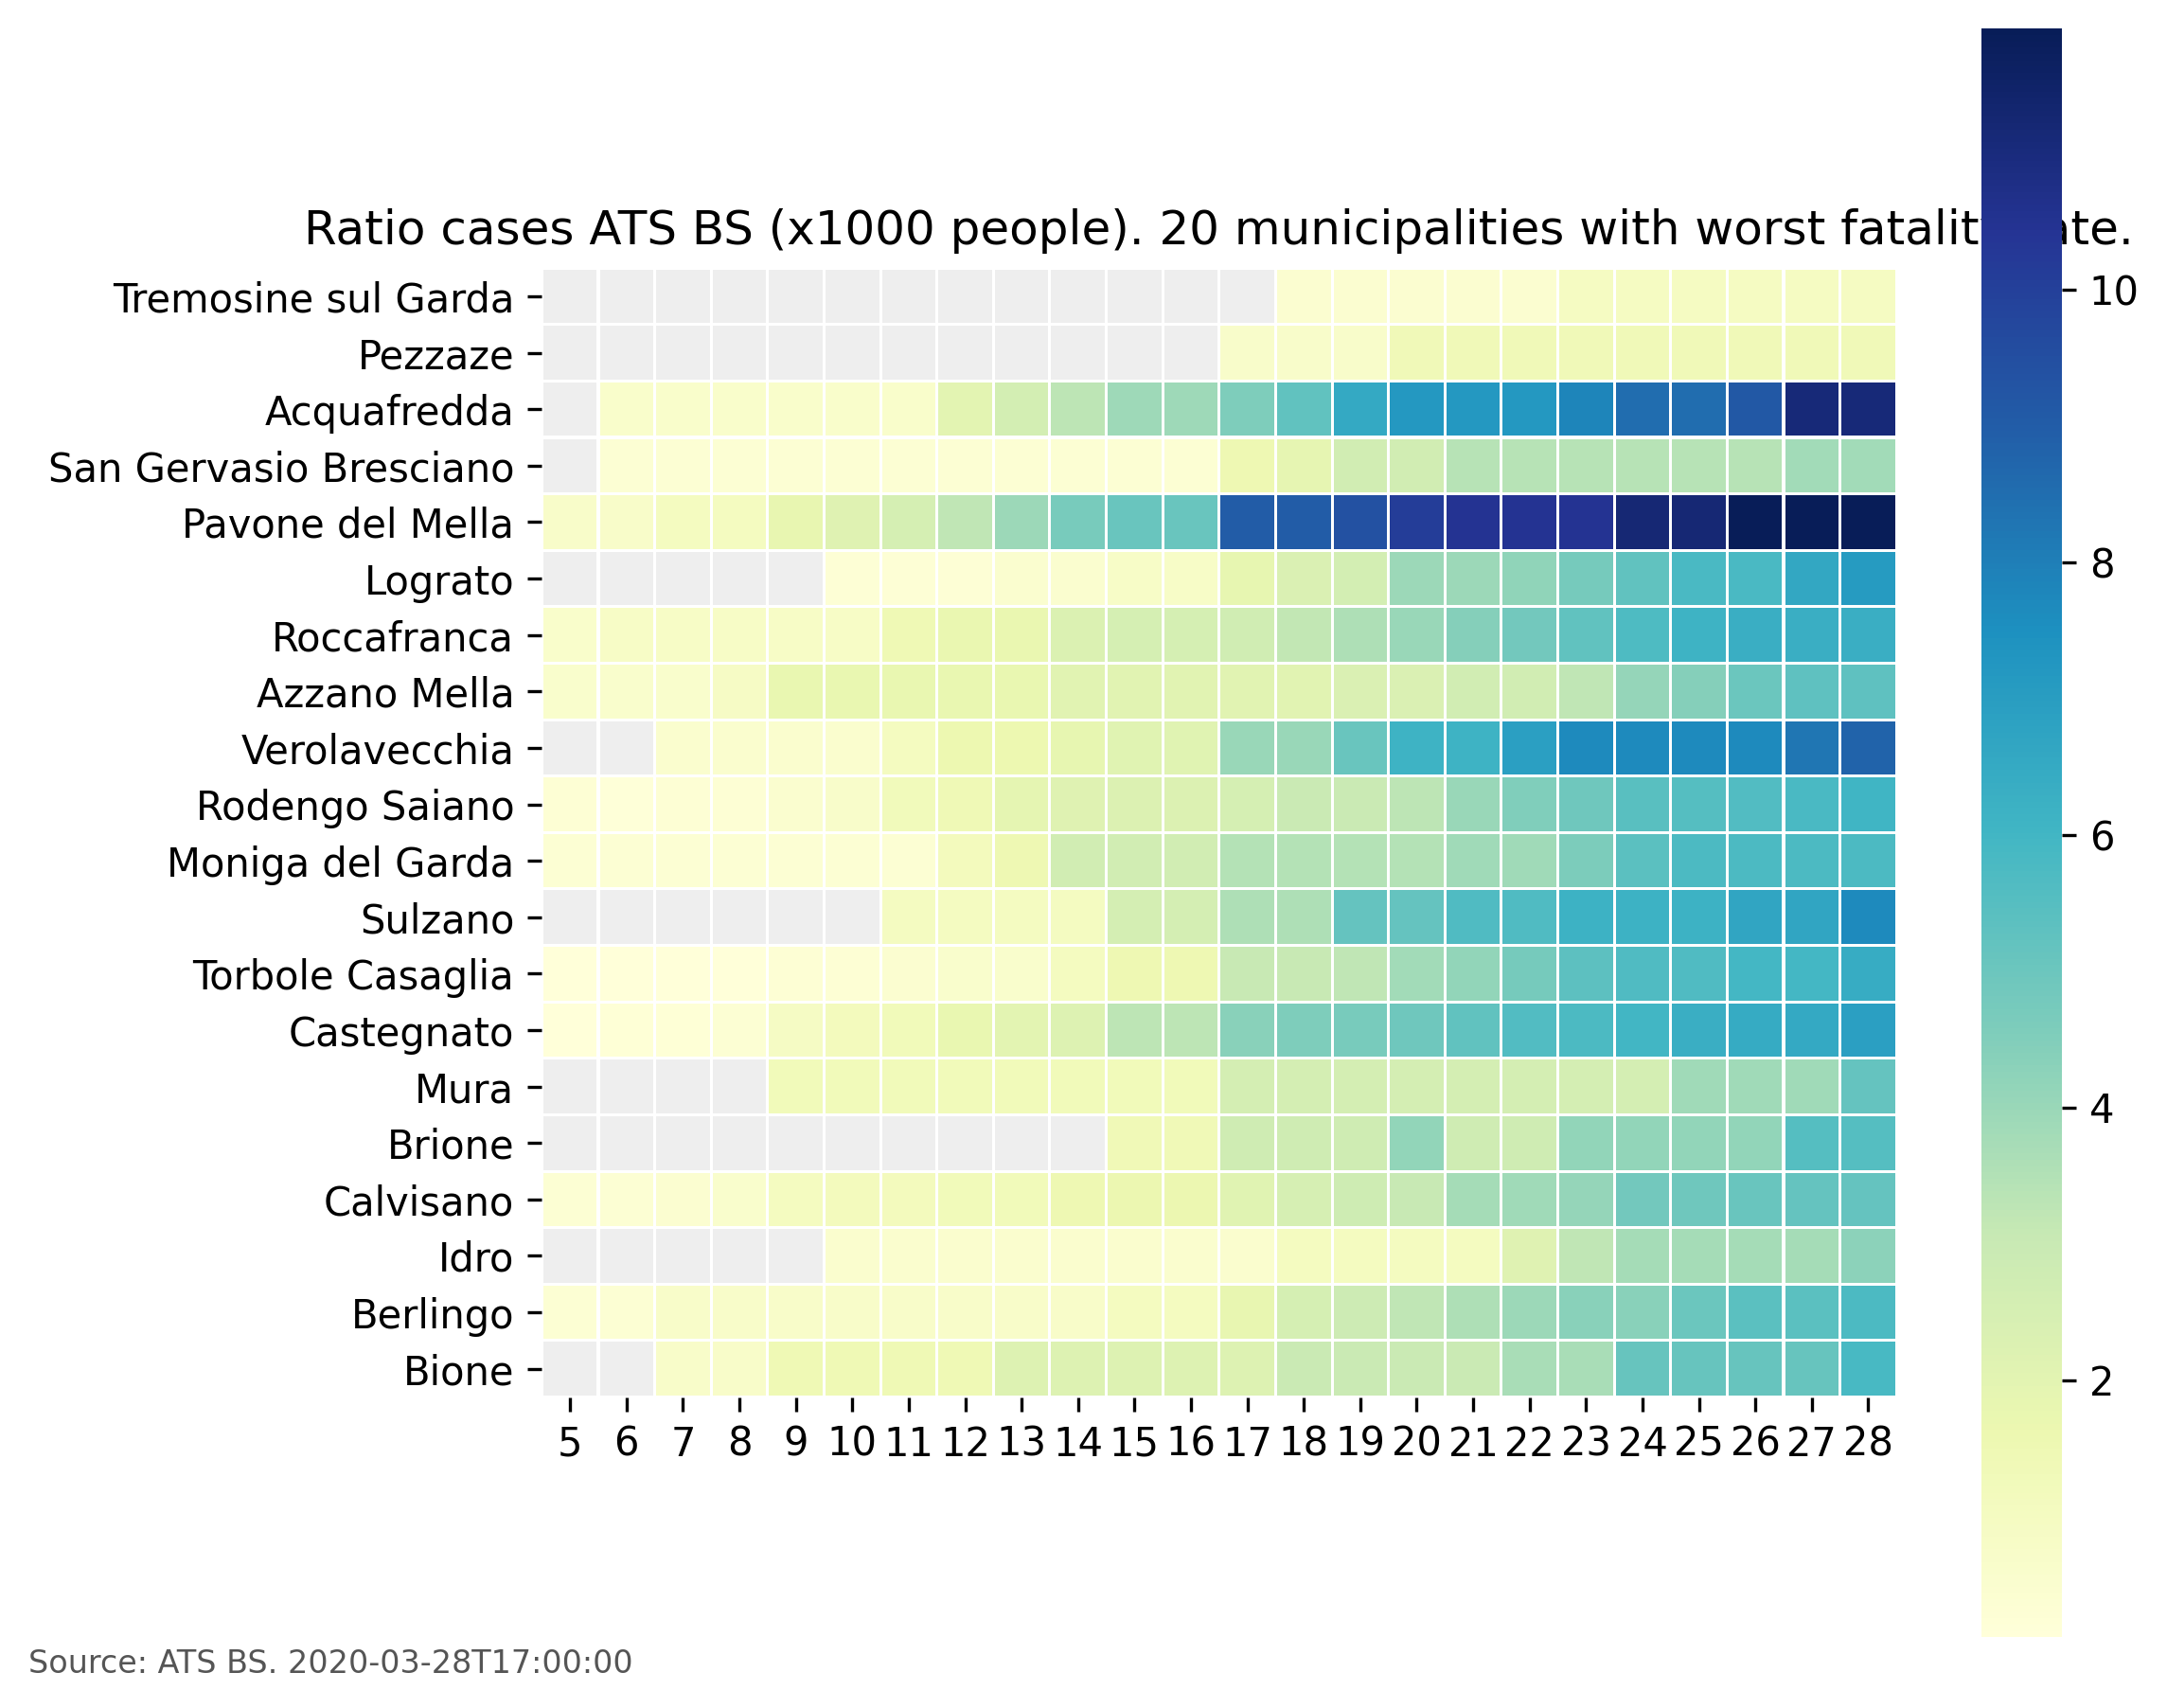 Ratio cases ATS BS (x1000 people). 20 municipalities with worst
Tremosine sul Garda
Pezzaze
Acquafredda
San Gervasio Bresciano
Pavone del Mella
Lograto
Roccafranca
Azzano Mella
Verolavecchia
Rodengo Saiano
Moniga del Garda
Sulzano
Torbole Casaglia
Castegnato
Mura
Brione
Calvisano
Idro
Berlingo
Bione
5 6 7 8 9 10 11 12 13 14 15 16 17 18 19 20 21 22 23 24 25 26 27 28
10
8
6
4
2
Source: ATS BS. 2020-03-28T17:00:00